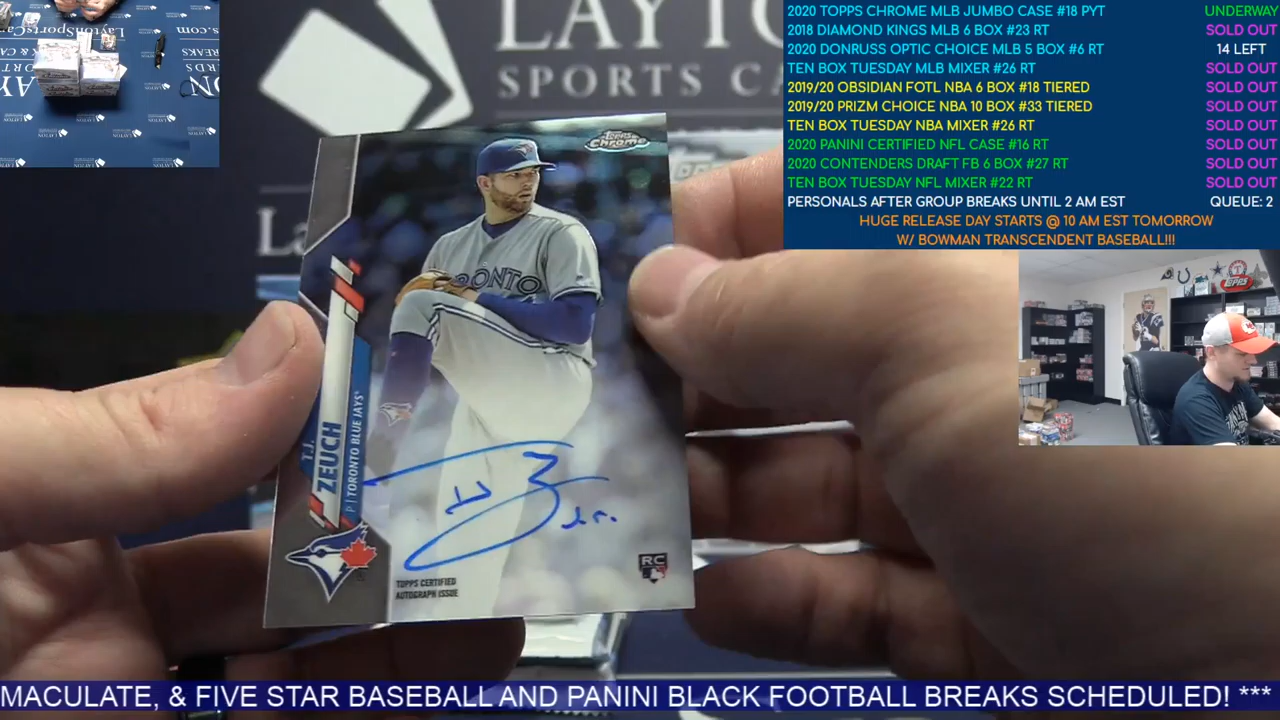 LAYTON
SPORTS CA
2020 TOPPS CHROME MLB JUMBO CASE #18 PYT UNDERWAY
2018 DIAMOND KINGS MLB 6 BOX #23 RT SOLD OUT
2020 DONRUSS OPTIC CHOICE MLB 5 BOX #6 RT 14 LEFT
TEN BOX TUESDAY MLB MIXER #26 RT SOLD OUT
2019/20 OBSIDIAN FOTL NBA 6 BOX #18 TIERED SOLD OUT
2019/20 PRIZM CHOICE NBA 10 BOX #33 TIERED SOLD OUT
TEN BOX TUESDAY NBA MIXER #26 RT SOLD OUT
2020 PANINI CERTIFIED NFL CASE #16 RT SOLD OUT
2020 CONTENDERS DRAFT FB 6 BOX #27 RT SOLD OUT
TEN BOX TUESDAY NFL MIXER #22 RT SOLD OUT
PERSONALS AFTER GROUP BREAKS UNTIL 2 AM EST QUEUE: 2
HUGE RELEASE DAY STARTS @ 10 AM EST TOMORROW
W/ BOWMAN TRANSCENDENT BASEBALL!!!
Topps
Chrome
TORONTO
T.J.
ZEUCH
P | TORONTO BLUE JAYS
TOPPS CERTIFIED
AUTOGRAPH ISSUE
RC
TOPPS
MACULATE, & FIVE STAR BASEBALL AND PANINI BLACK FOOTBALL BREAKS SCHEDULED! ***